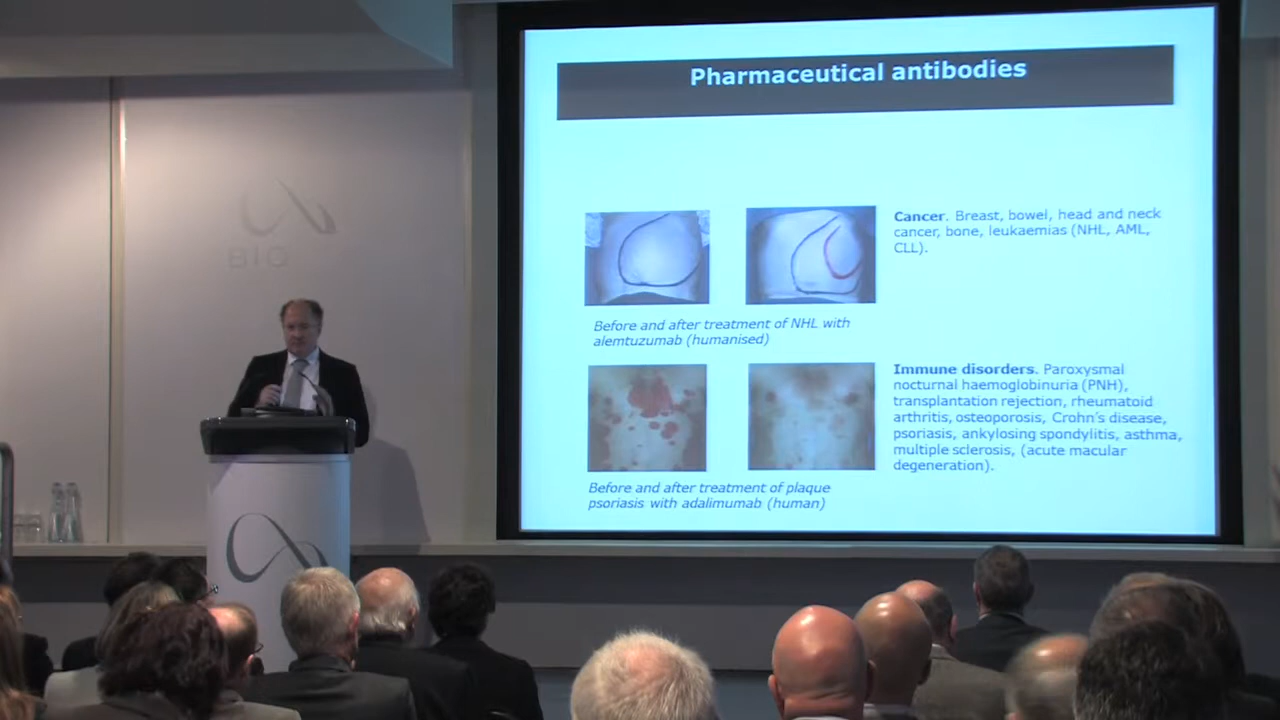 Pharmaceutical antibodies
Cancer. Breast, bowel, head and neck
cancer, bone, leukaemias (NHL, AML,
CLL).
Before and after treatment of NHL with
alemtuzumab (humanised)
Immune disorders. Paroxysmal
nocturnal haemoglobinuria (PNH),
transplantation rejection, rheumatoid
arthritis, osteoporosis, Crohn's disease,
psoriasis, ankylosing spondylitis, asthma,
multiple sclerosis, (acute macular
degeneration).
Before and after treatment of plaque
psoriasis with adalimumab (human)
BIO